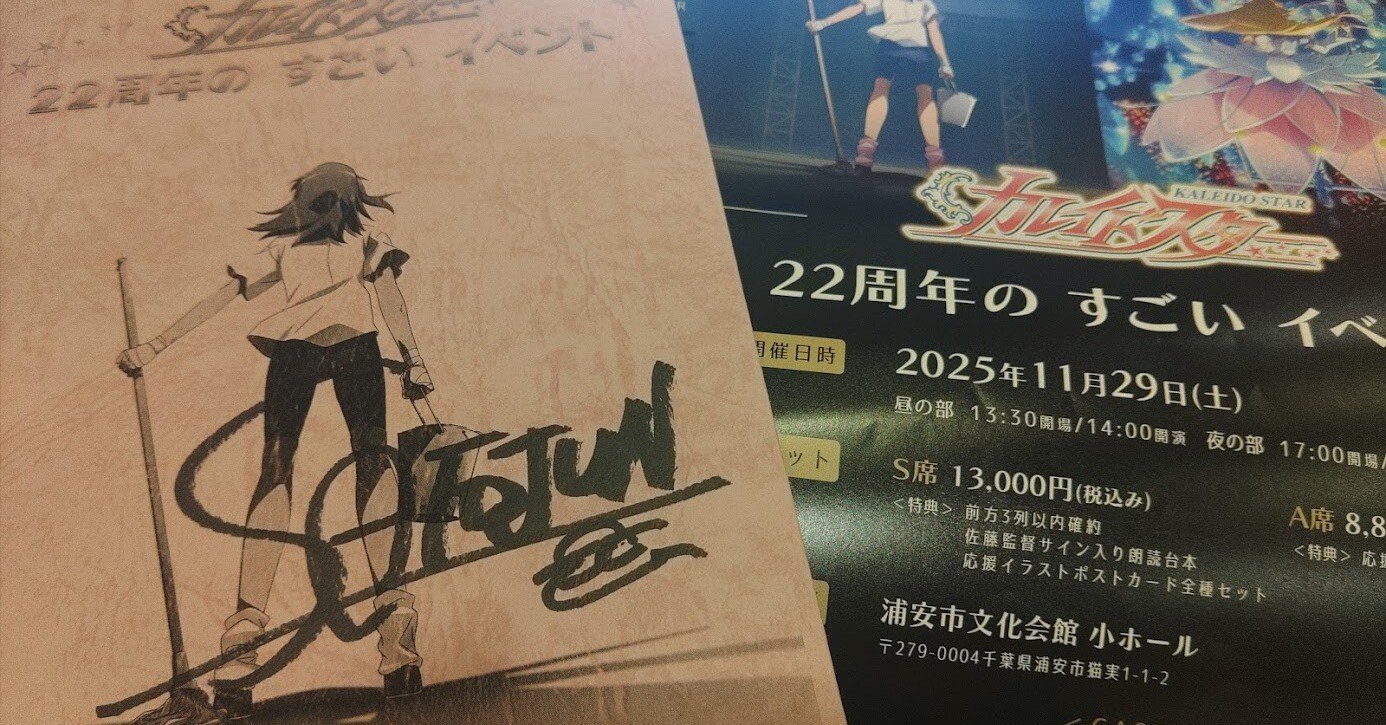 カレイドスター
22周年の すごい イベント
SATOJUN
KALEIDO STAR
カレイドスター
22周年の すごい イベ
開催日時
2025年11月29日(土)
昼の部 13:30開場/14:00開演 夜の部 17:00開場/
ット
S席 13,000円(税込み)
<特典> 前方3列以内確約
佐藤監督サイン入り朗読台本
応援イラストポストカード全種セット
A席 8,8
<特典> 応援
浦安市文化会館 小ホール
〒279-0004千葉県浦安市猫実1-1-2